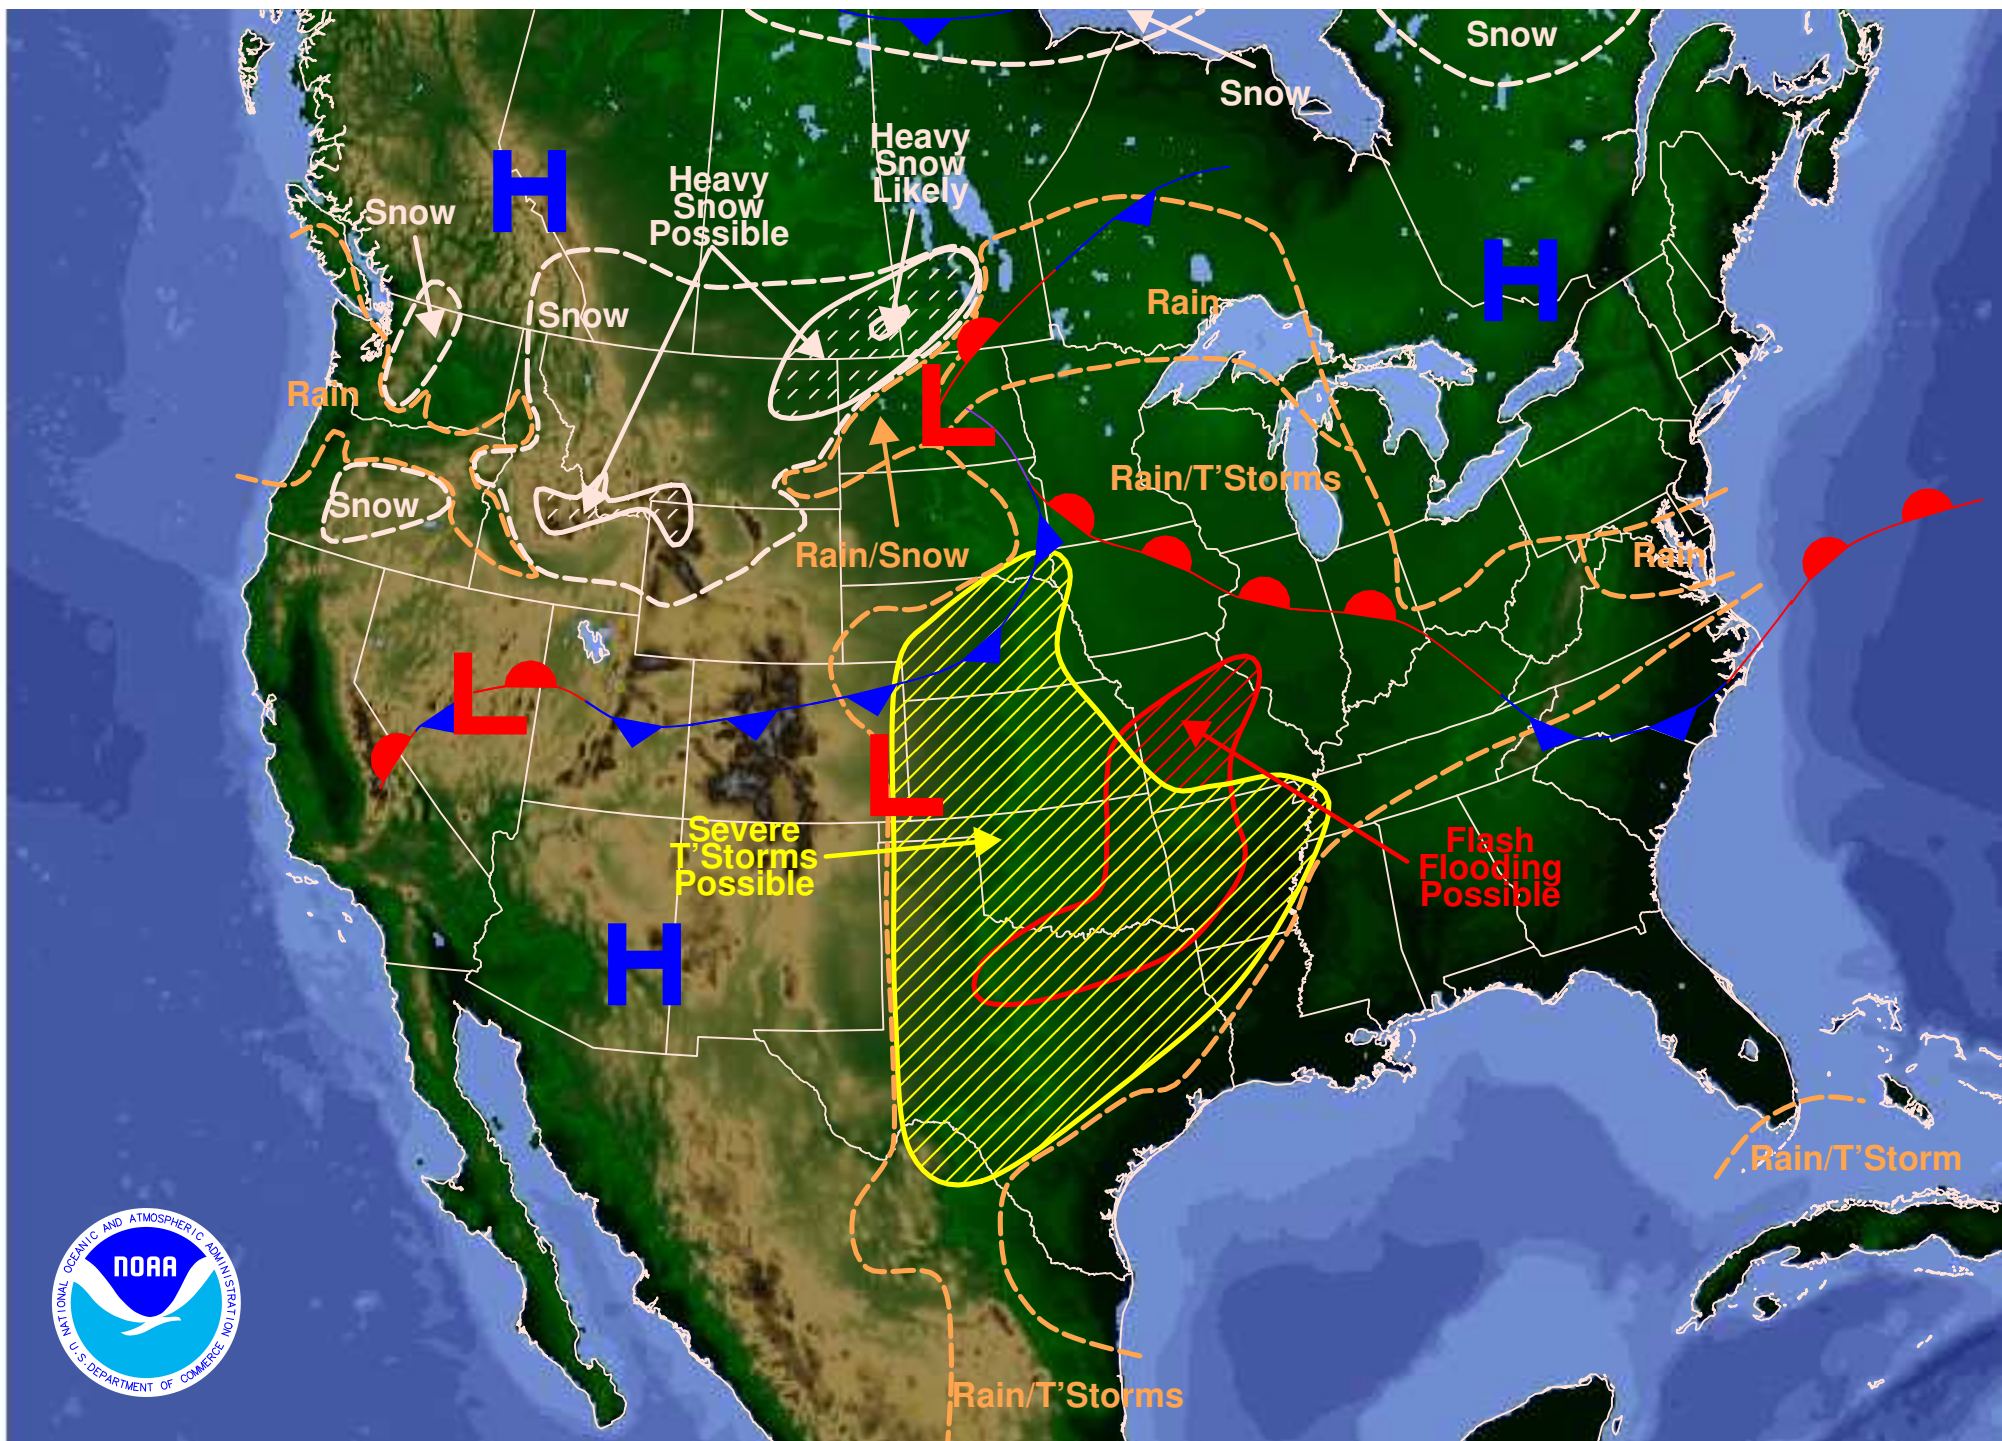 Snow
Snow
Heavy
Snow
Likely
H
Heavy
Snow
Possible
Snow
H
Snow
Rain
Rain
L
Rain/T'Storms
Snow
Rain/Snow
Rain
L
L
Severe
T'Storms
Possible
Flash
Flooding
Possible
H
Rain/T'Storm
Rain/T'Storms
NATIONAL OCEANIC AND ATMOSPHERIC ADMINISTRATION
NOAA
U.S. DEPARTMENT OF COMMERCE